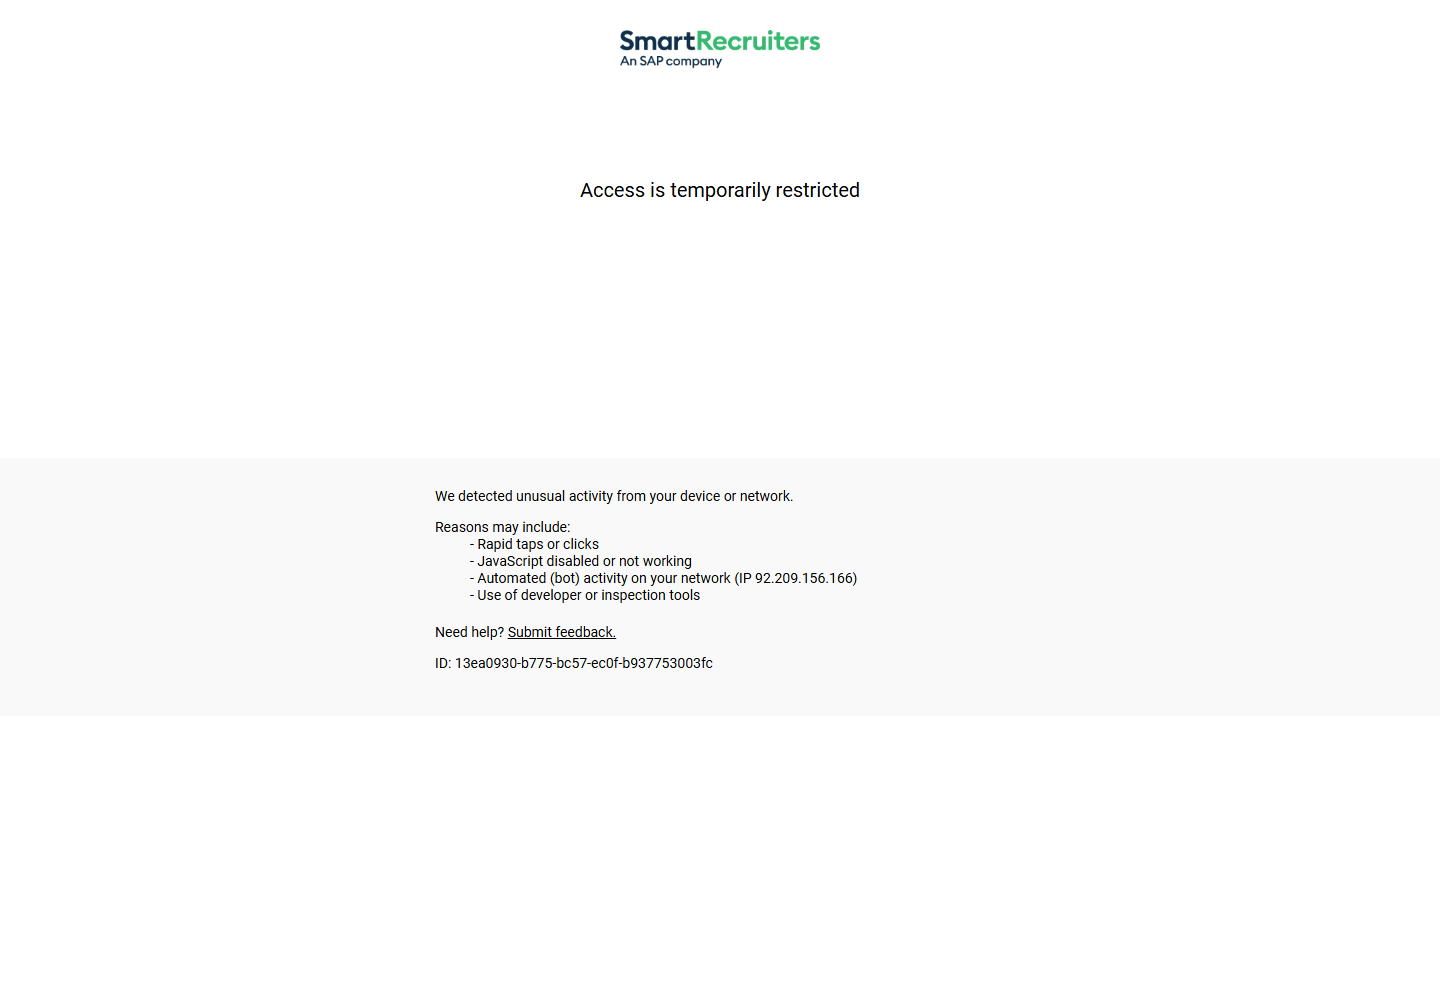 SmartRecruiters
An SAP company
Access is temporarily restricted
We detected unusual activity from your device or network.
Reasons may include:
- Rapid taps or clicks
- JavaScript disabled or not working
- Automated (bot) activity on your network (IP 92.209.156.166)
- Use of developer or inspection tools
Need help? Submit feedback.
ID: 13ea0930-b775-bc57-ec0f-b937753003fc